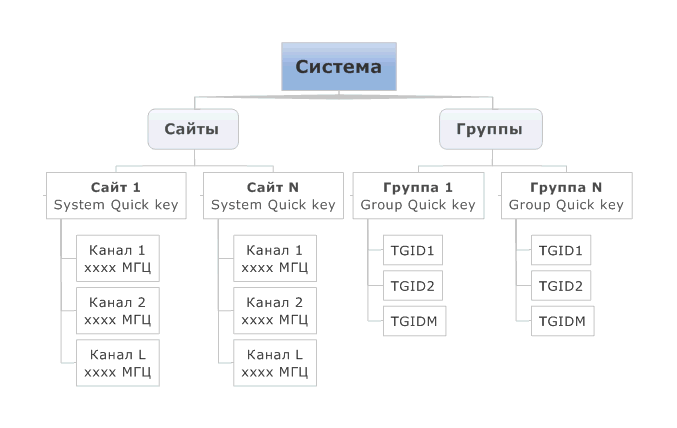 Система
Сайты
Группы
Сайт 1
System Quick key
Сайт N
System Quick key
Группа 1
Group Quick key
Группа N
Group Quick key
Канал 1
xxxx МГЦ
Канал 2
xxxx МГЦ
Канал L
xxxx МГЦ
Канал 1
xxxx МГЦ
Канал 2
xxxx МГЦ
Канал L
xxxx МГЦ
TGID1
TGID2
TGIDM
TGID1
TGID2
TGIDM